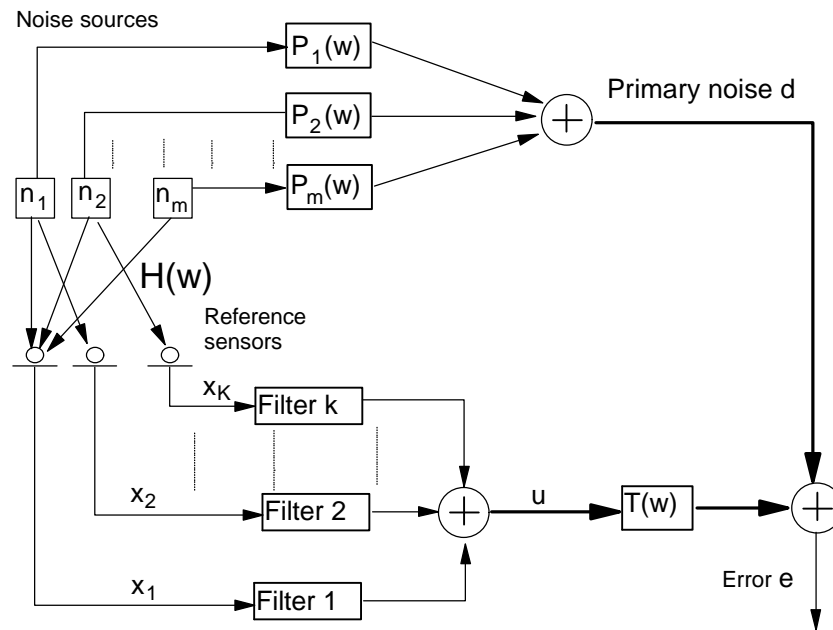 Noise sources
P1(w)
Primary noise d
P2(w)
n1
n2
nm
Pm(w)
H(w)
Reference
sensors
xK
Filter k
x2
Filter 2
u
T(w)
x1
Filter 1
Error e